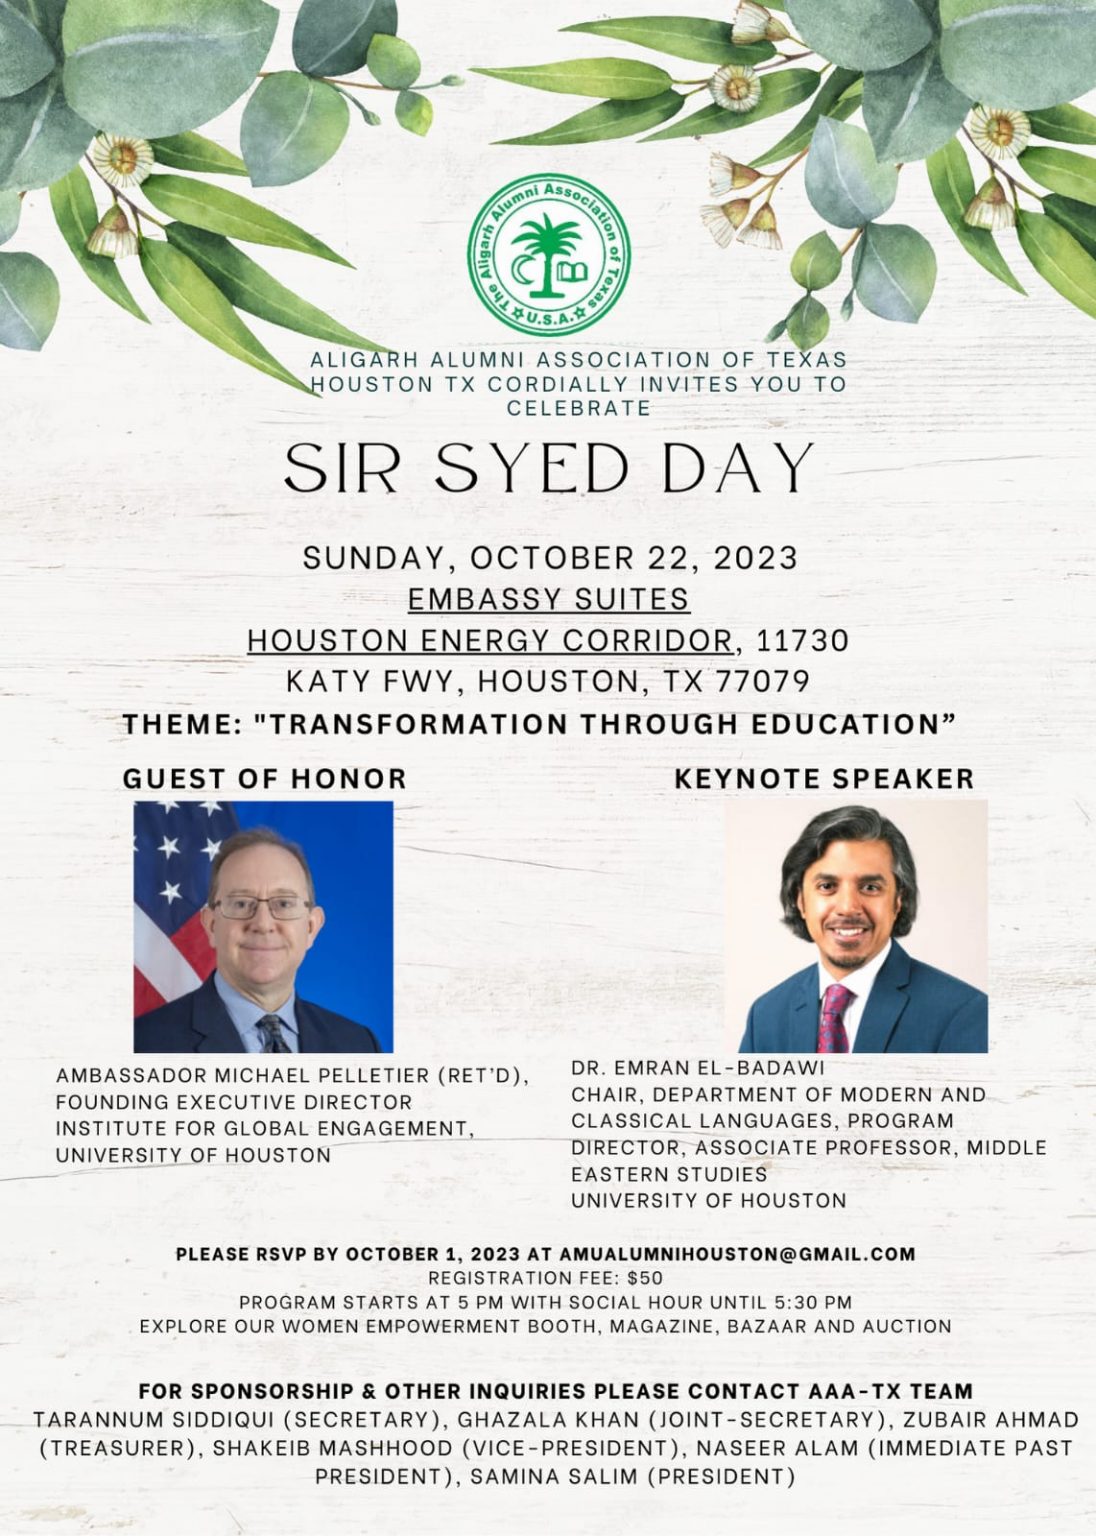 The Aligarh Alumni Association of Texas
U.S.A.
ALIGARH ALUMNI ASSOCIATION OF TEXAS
HOUSTON TX CORDIALLY INVITES YOU TO
CELEBRATE
SIR SYED DAY
SUNDAY, OCTOBER 22, 2023
EMBASSY SUITES
HOUSTON ENERGY CORRIDOR, 11730
KATY FWY, HOUSTON, TX 77079
THEME: "TRANSFORMATION THROUGH EDUCATION”
GUEST OF HONOR
AMBASSADOR MICHAEL PELLETIER (RET’D),
FOUNDING EXECUTIVE DIRECTOR
INSTITUTE FOR GLOBAL ENGAGEMENT,
UNIVERSITY OF HOUSTON
KEYNOTE SPEAKER
DR. EMRAN EL-BADAWI
CHAIR, DEPARTMENT OF MODERN AND
CLASSICAL LANGUAGES, PROGRAM
DIRECTOR, ASSOCIATE PROFESSOR, MIDDLE
EASTERN STUDIES
UNIVERSITY OF HOUSTON
PLEASE RSVP BY OCTOBER 1, 2023 AT AMUALUMNIHOUSTON@GMAIL.COM
REGISTRATION FEE: $50
PROGRAM STARTS AT 5 PM WITH SOCIAL HOUR UNTIL 5:30 PM
EXPLORE OUR WOMEN EMPOWERMENT BOOTH, MAGAZINE, BAZAAR AND AUCTION
FOR SPONSORSHIP & OTHER INQUIRIES PLEASE CONTACT AAA-TX TEAM
TARANNUM SIDDIQUI (SECRETARY), GHAZALA KHAN (JOINT-SECRETARY), ZUBAIR AHMAD
(TREASURER), SHAKEIB MASHHOOD (VICE-PRESIDENT), NASEER ALAM (IMMEDIATE PAST
PRESIDENT), SAMINA SALIM (PRESIDENT)